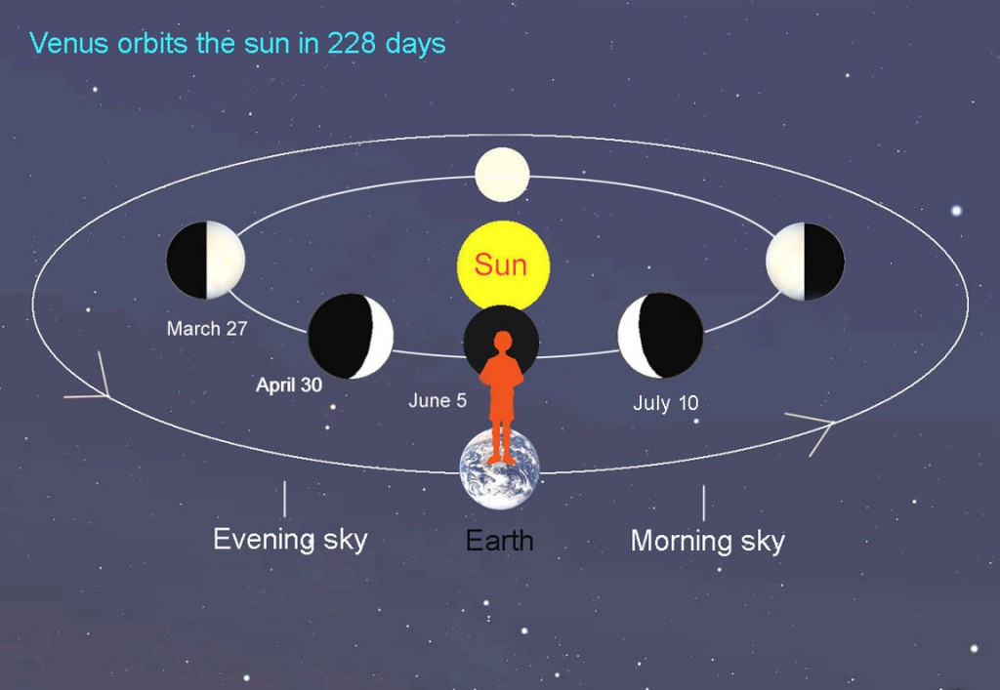 Venus orbits the sun in 228 days
Sun
March 27
April 30
June 5
July 10
Evening sky
Earth
Morning sky